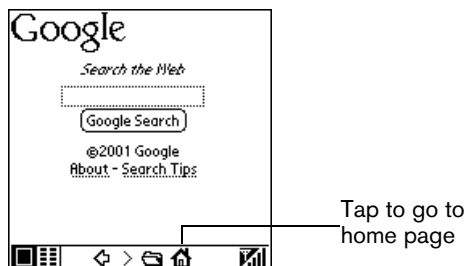 Google
Search the Web
Google Search
©2001 Google
About - Search Tips
Tap to go to
home page